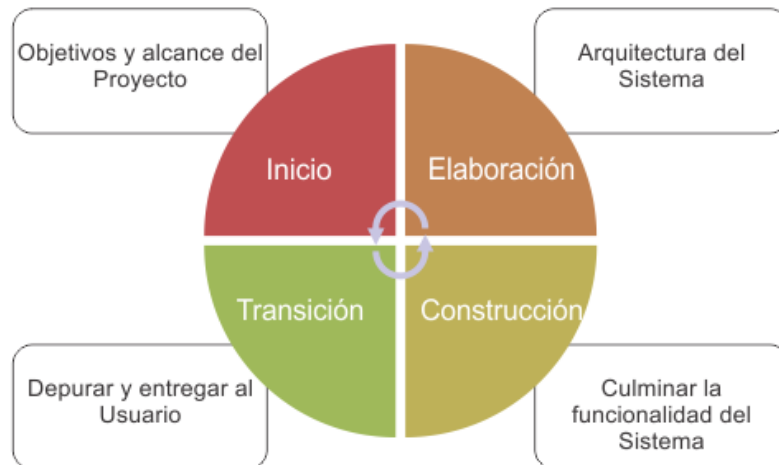 Objetivos y alcance del
Proyecto
Arquitectura del
Sistema
Inicio
Elaboración
Transición
Construcción
Depurar y entregar al
Usuario
Culminar la
funcionalidad del
Sistema